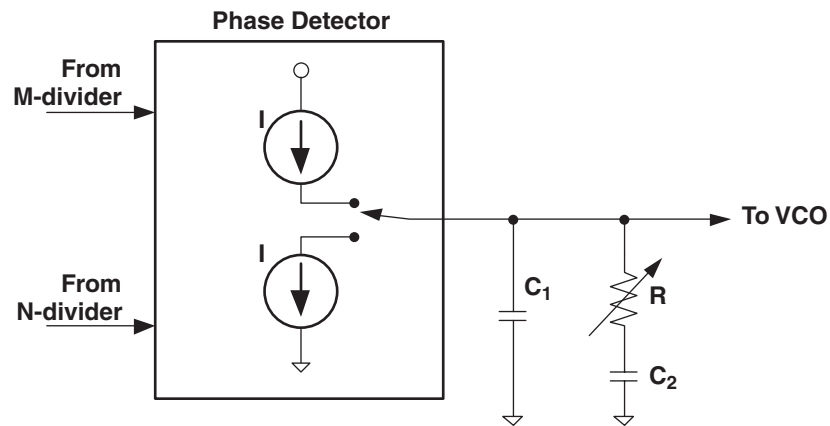 Phase Detector
From
M-divider
I
To VCO
I
From
N-divider
C1
R
C2